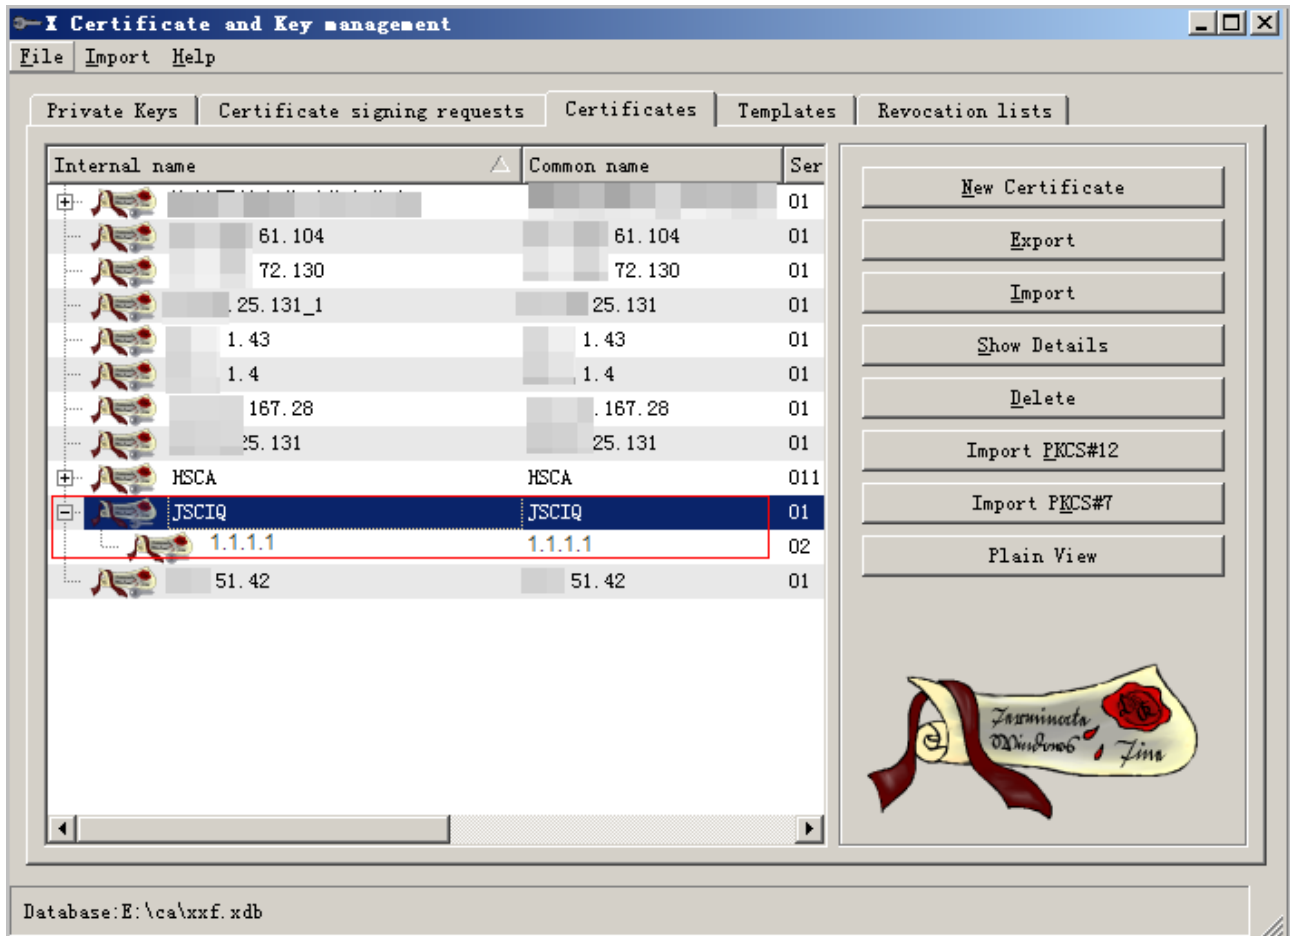 X Certificate and Key management
File Import Help
Private Keys Certificate signing requests Certificates Templates Revocation lists
Internal name Common name Ser
01
61.104 61.104 01
72.130 72.130 01
.25.131_1 25.131 01
1.43 1.43 01
1.4 1.4 01
167.28 .167.28 01
25.131 25.131 01
HSCA HSCA 011
JSCIQ JSCIQ 01
1.1.1.1 1.1.1.1 02
51.42 51.42 01
New Certificate
Export
Import
Show Details
Delete
Import PKCS#12
Import PKCS#7
Plain View
Windows
Database:E:\ca\xxf.xdb